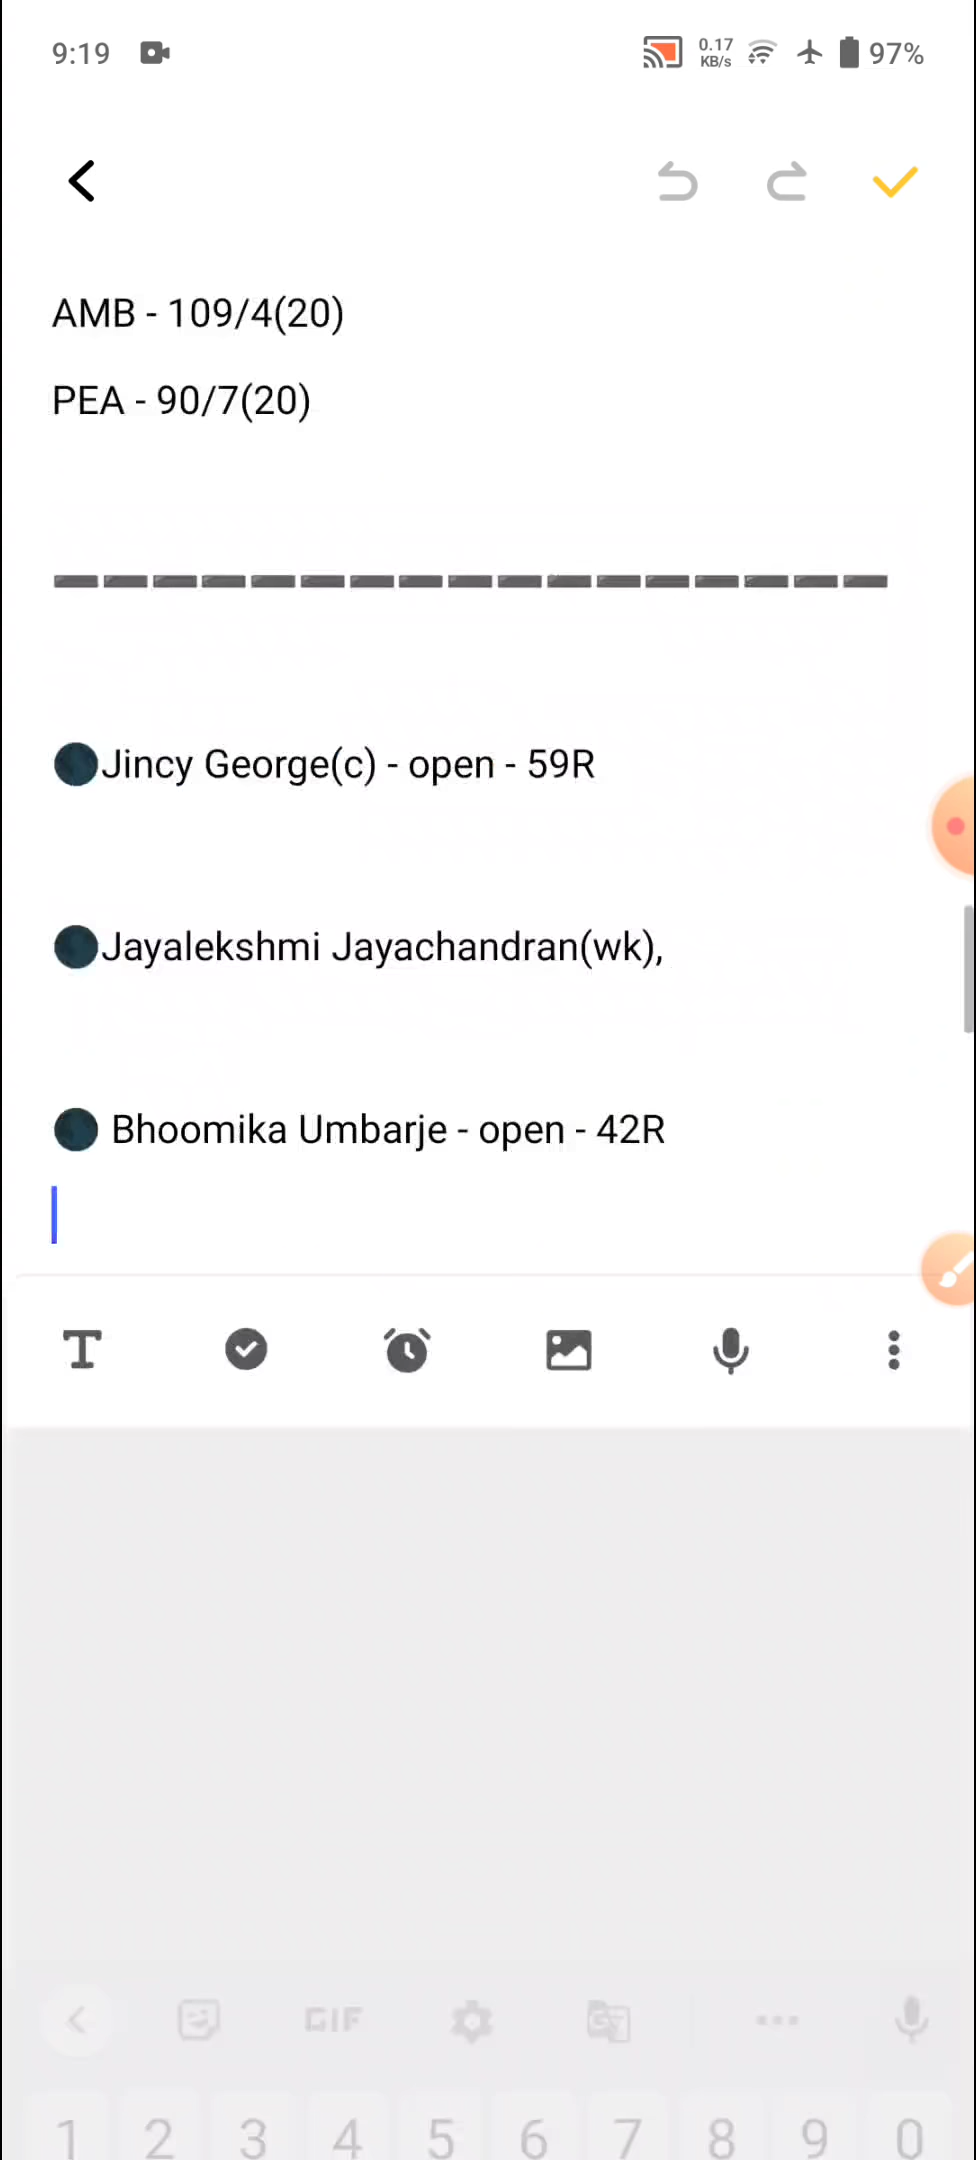 9:19
0.17
KB/s
97%
AMB - 109/4(20)
PEA - 90/7(20)
Jincy George(c) - open - 59R
Jayalekshmi Jayachandran(wk),
Bhoomika Umbarje - open - 42R
T
GIF
1 2 3 4 5 6 7 8 9 0